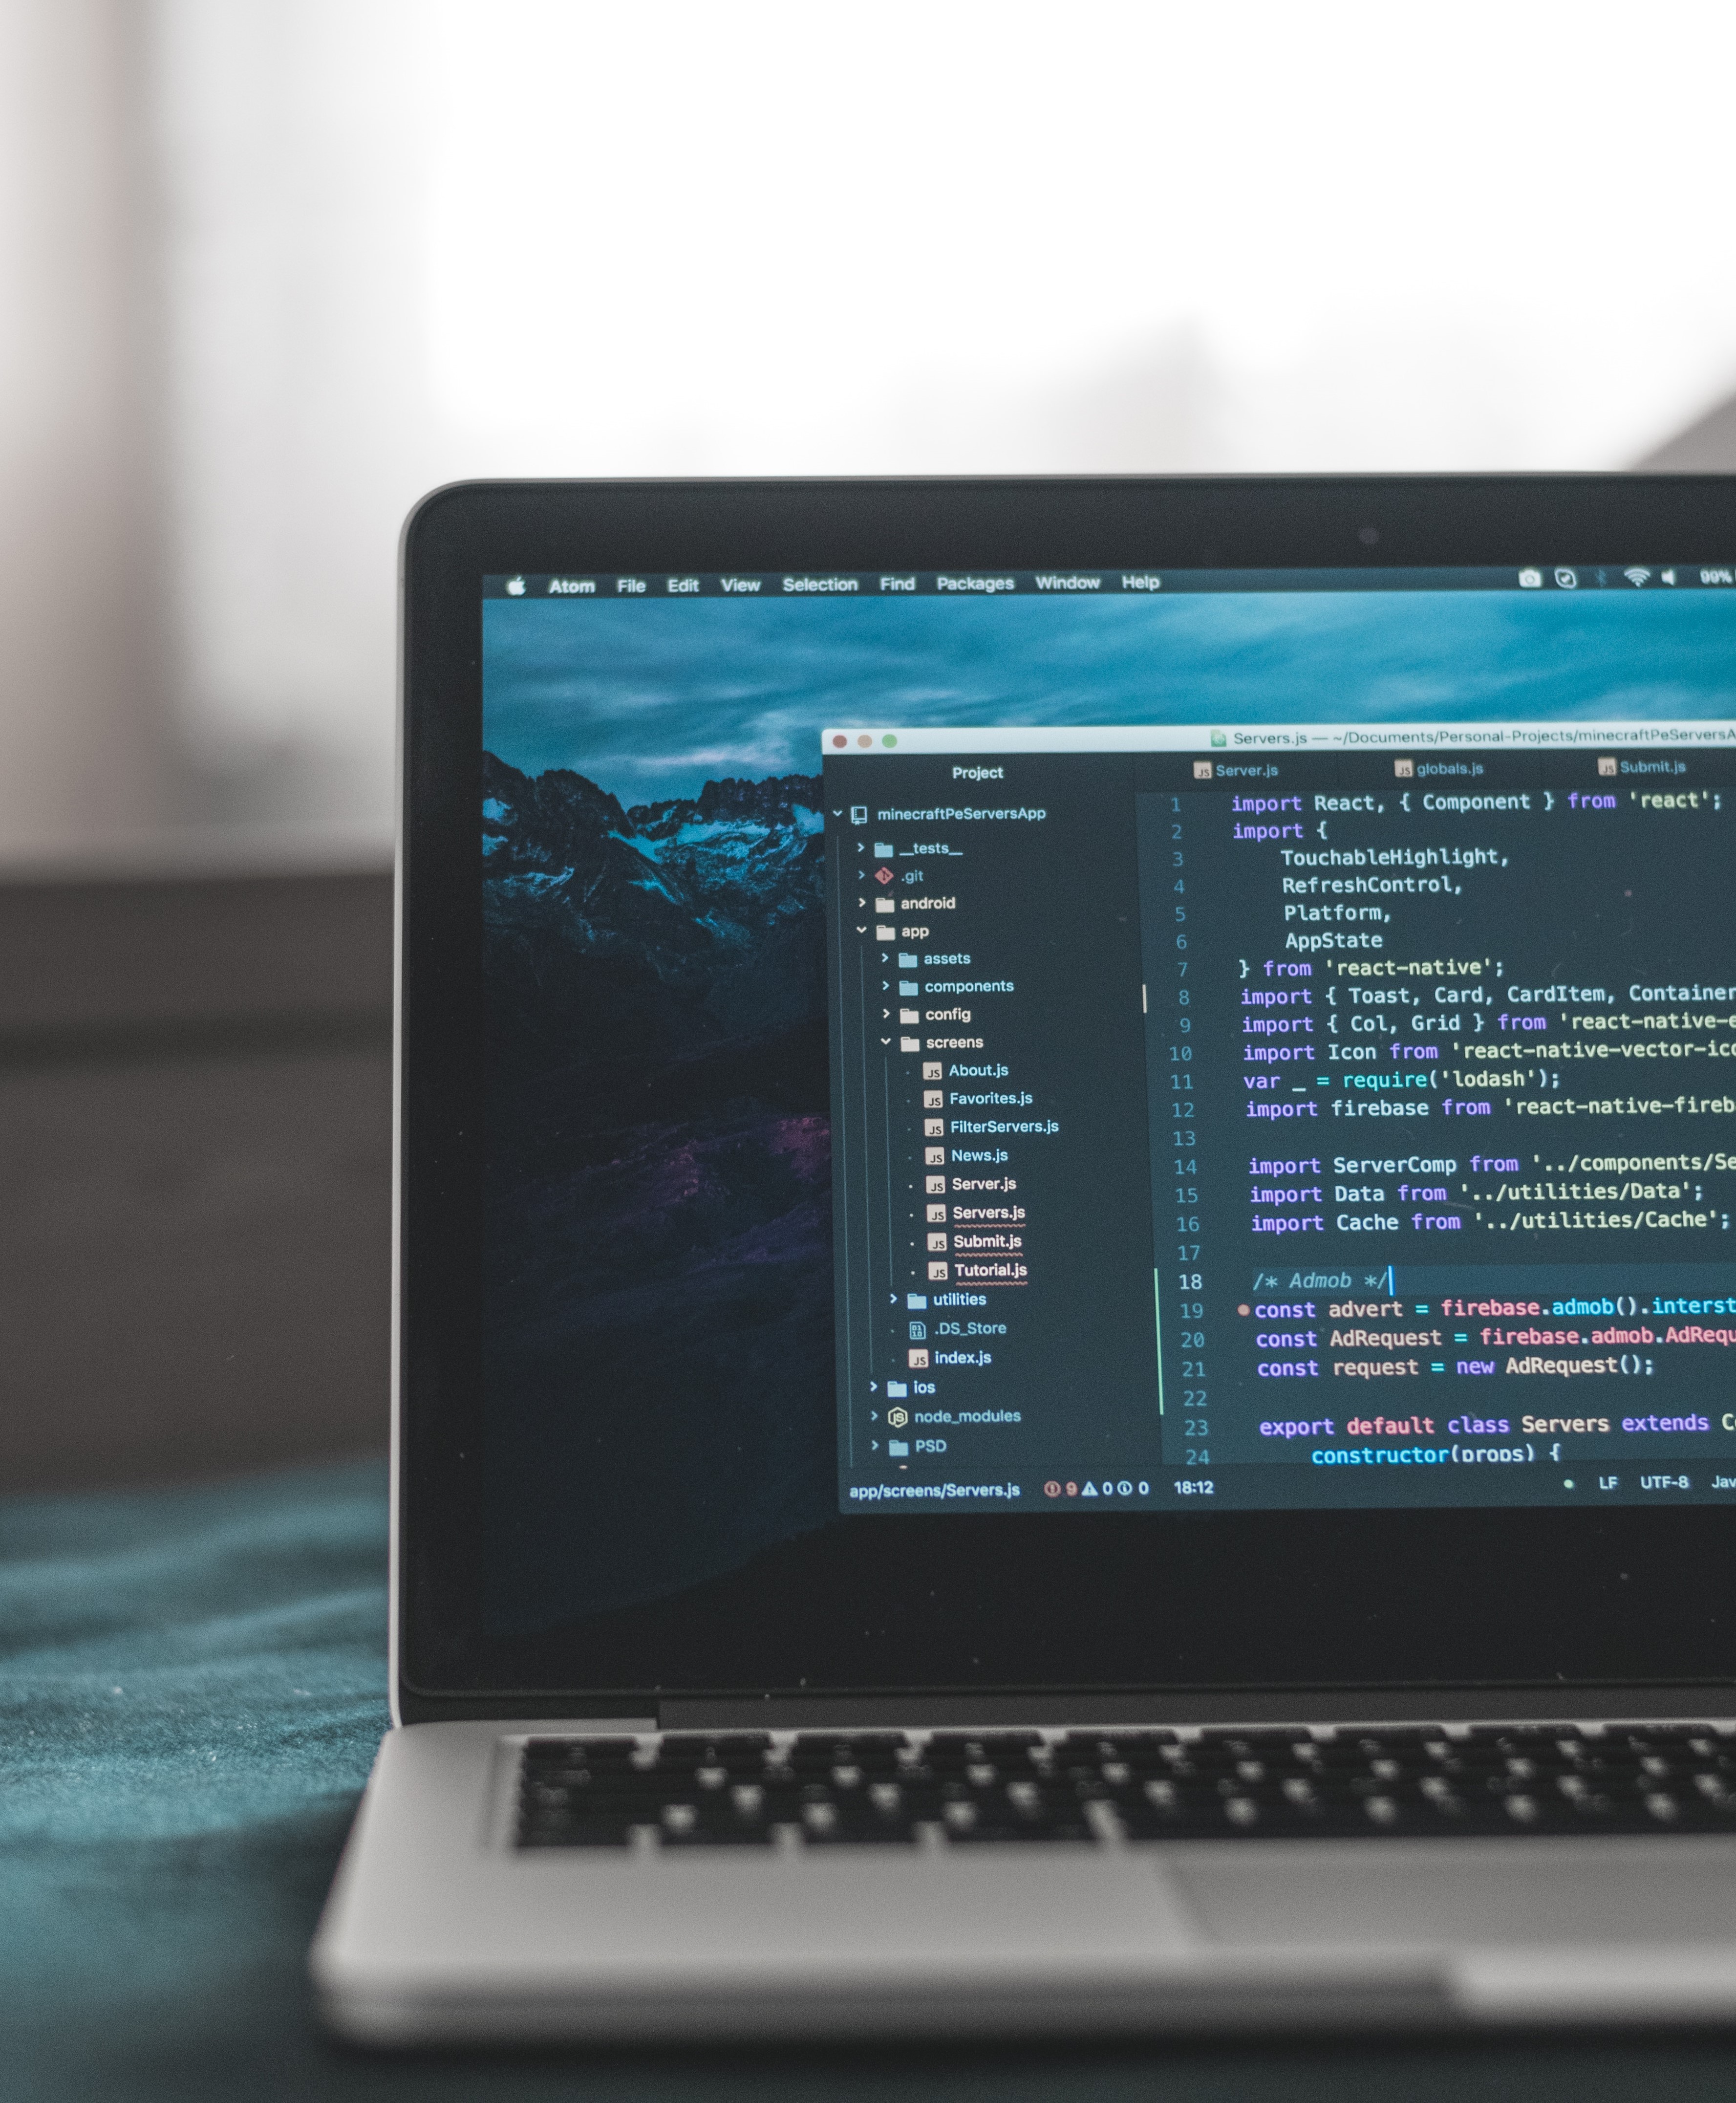 Atom File Edit View Selection Find Packages Window Help 99%
Servers.js — ~/Documents/Personal-Projects/minecraftPeServersA
Project
minecraftPeServersApp
__tests__
.git
android
app
assets
components
config
screens
About.js
Favorites.js
FilterServers.js
News.js
Server.js
Servers.js
Submit.js
Tutorial.js
utilities
.DS_Store
index.js
ios
node_modules
PSD
Server.js globals.js Submit.js
1 import React, { Component } from 'react';
2 import {
3 TouchableHighlight,
4 RefreshControl,
5 Platform,
6 AppState
7 } from 'react-native';
8 import { Toast, Card, CardItem, Container
9 import { Col, Grid } from 'react-native-e
10 import Icon from 'react-native-vector-ico
11 var _ = require('lodash');
12 import firebase from 'react-native-fireb
13
14 import ServerComp from '../components/Se
15 import Data from '../utilities/Data';
16 import Cache from '../utilities/Cache';
17
18 /* Admob */
19 const advert = firebase.admob().interst
20 const AdRequest = firebase.admob.AdRequ
21 const request = new AdRequest();
22
23 export default class Servers extends Co
24 constructor(props) {
app/screens/Servers.js 9 0 0 18:12 LF UTF-8 Jav